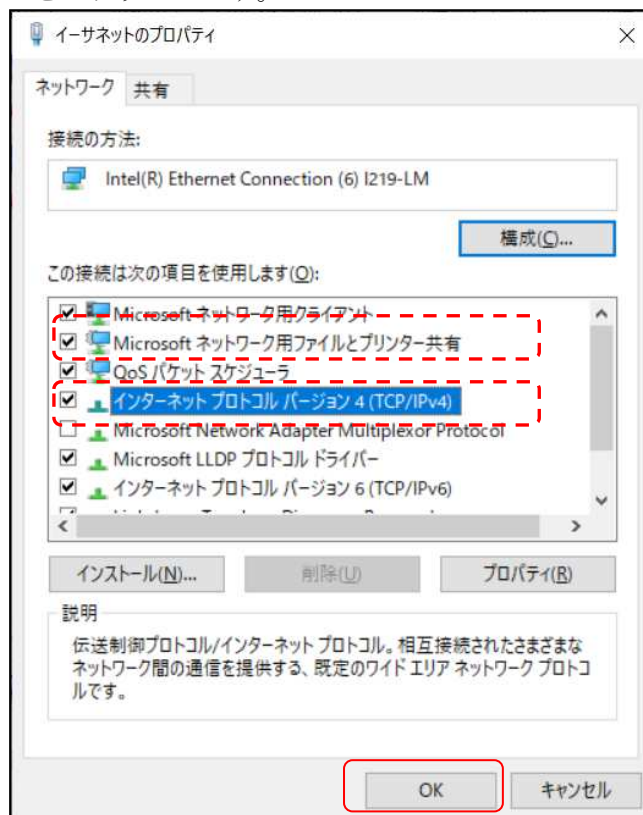 イーサネットのプロパティ
ネットワーク 共有
接続の方法:
Intel(R) Ethernet Connection (6) I219-LM
構成(C)...
この接続は次の項目を使用します(O):
Microsoft ネットワーク用クライアント
Microsoft ネットワーク用ファイルとプリンター共有
QoS パケット スケジューラ
インターネット プロトコル バージョン 4 (TCP/IPv4)
Microsoft Network Adapter Multiplexor Protocol
Microsoft LLDP プロトコル ドライバー
インターネット プロトコル バージョン 6 (TCP/IPv6)
インストール(N)... 削除(U) プロパティ(R)
説明
伝送制御プロトコル/インターネット プロトコル。相互接続されたさまざまな
ネットワーク間の通信を提供する、既定のワイド エリア ネットワーク プロトコ
ルです。
OK キャンセル